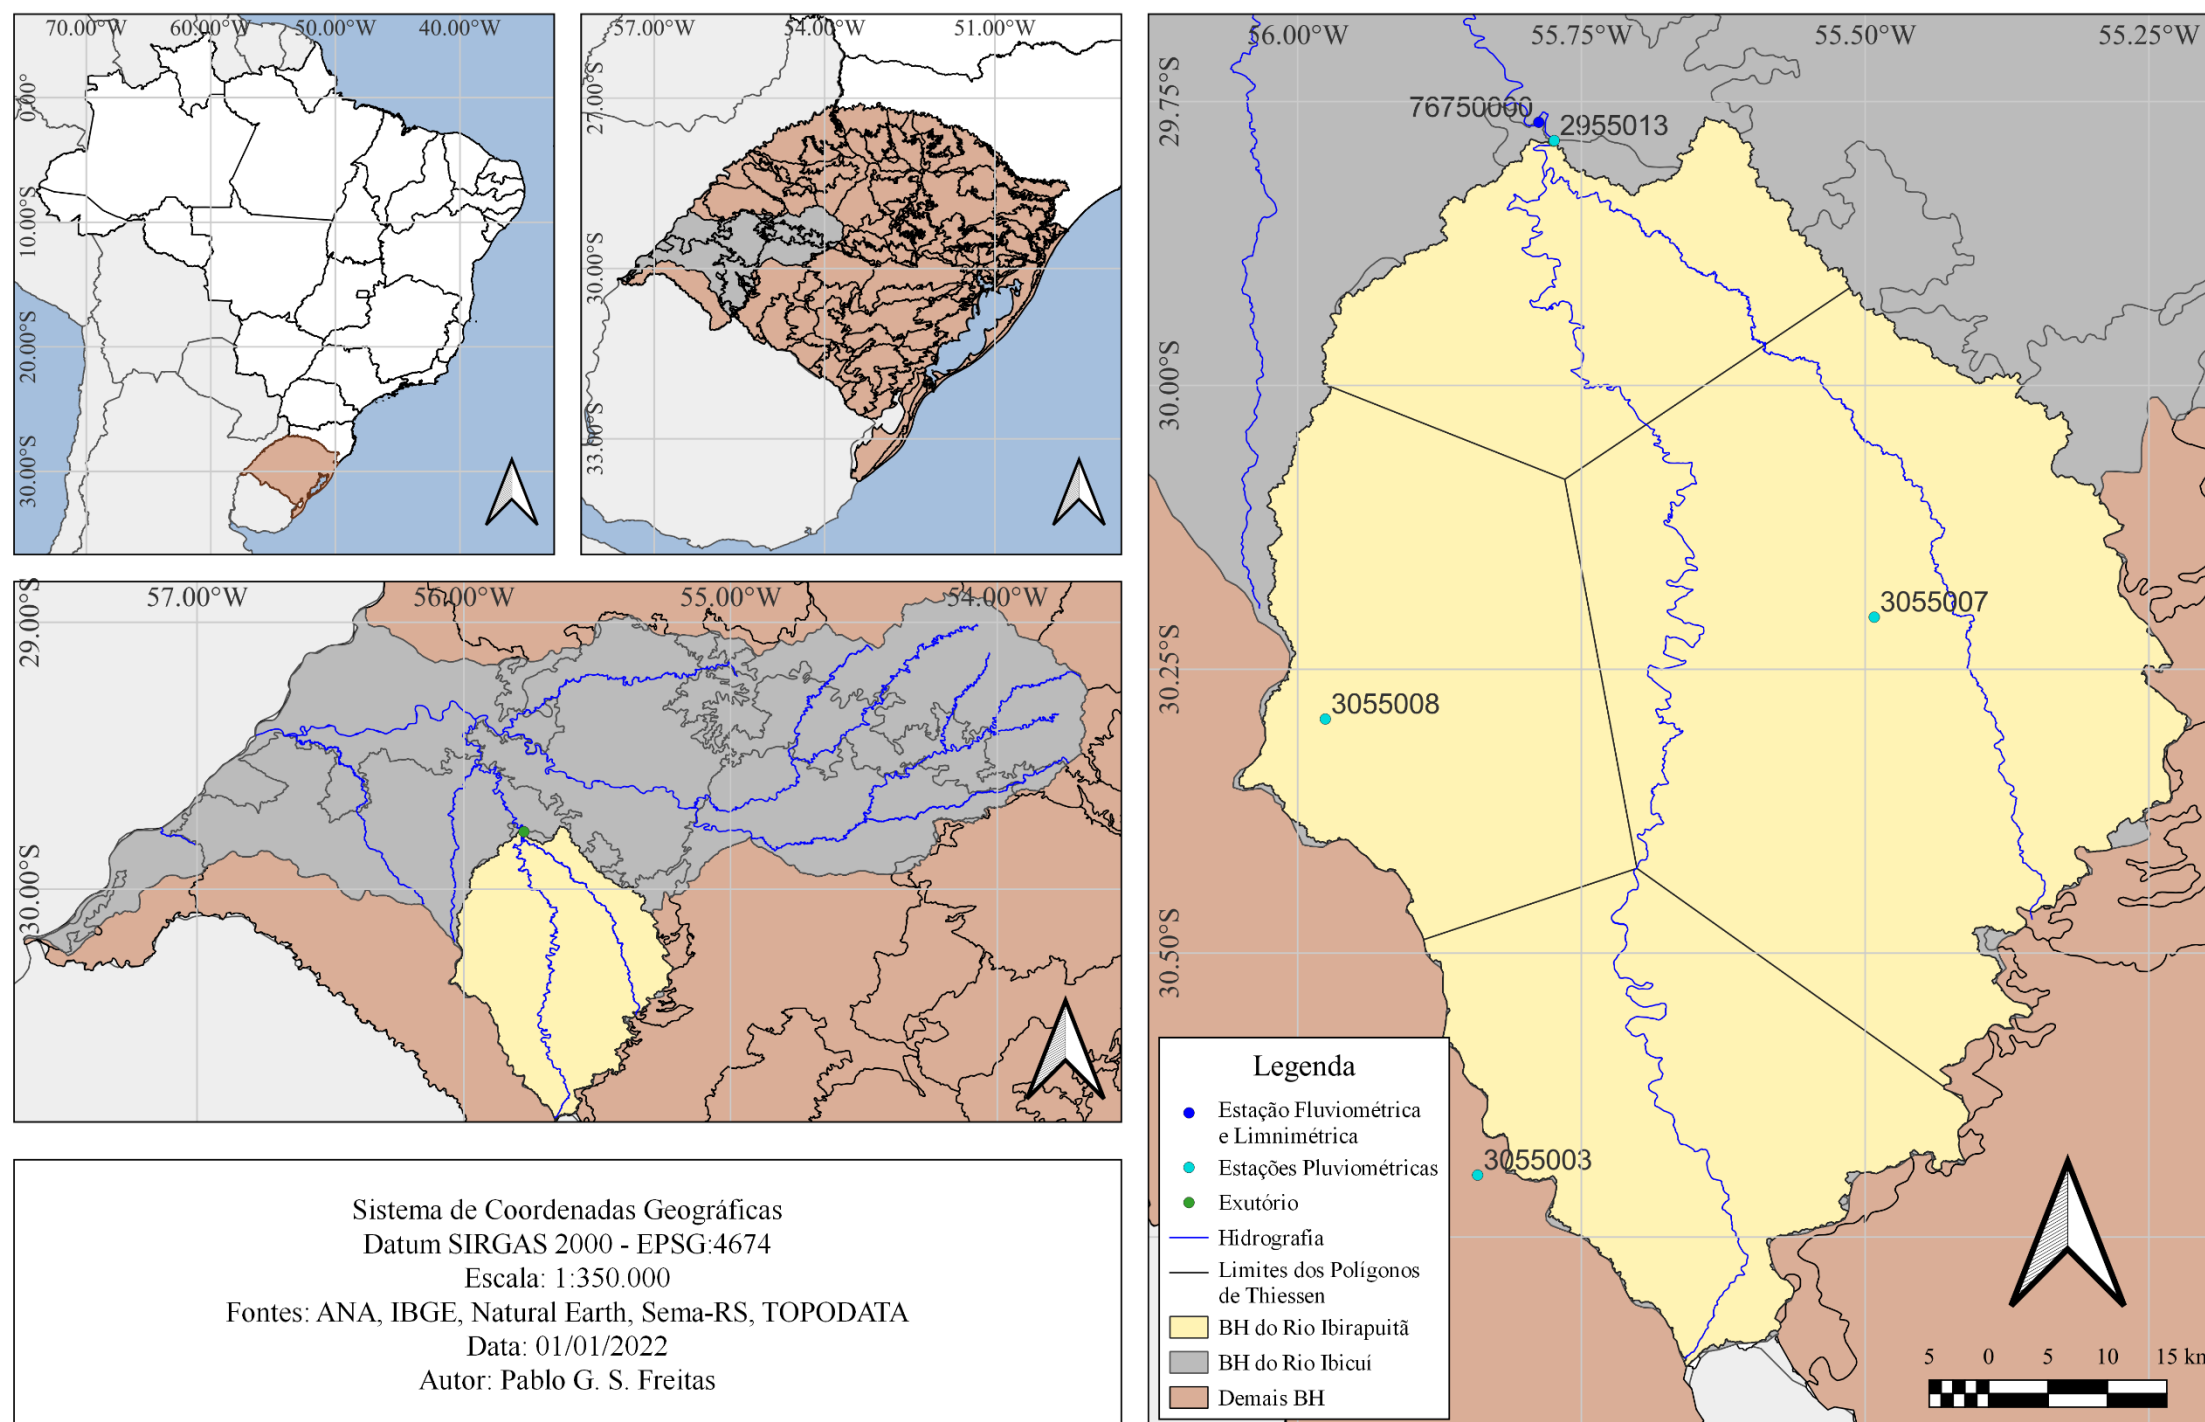 70.00°W 60.00°W 50.00°W 40.00°W
0.00°
10.00°S
20.00°S
30.00°S
57.00°W 54.00°W 51.00°W
27.00°S
30.00°S
33.00°S
56.00°W 55.75°W 55.50°W 55.25°W
29.75°S
30.00°S
30.25°S
30.50°S
76750000
2955013
3055007
3055008
3055003
57.00°W 56.00°W 55.00°W 54.00°W
29.00°S
30.00°S
Legenda
Estação Fluviométrica
e Limnimétrica
Estações Pluviométricas
Exutório
Hidrografia
Limites dos Polígonos
de Thiessen
BH do Rio Ibirapuitã
BH do Rio Ibicuí
Demais BH
5 0 5 10 15 km
Sistema de Coordenadas Geográficas
Datum SIRGAS 2000 - EPSG:4674
Escala: 1:350.000
Fontes: ANA, IBGE, Natural Earth, Sema-RS, TOPODATA
Data: 01/01/2022
Autor: Pablo G. S. Freitas